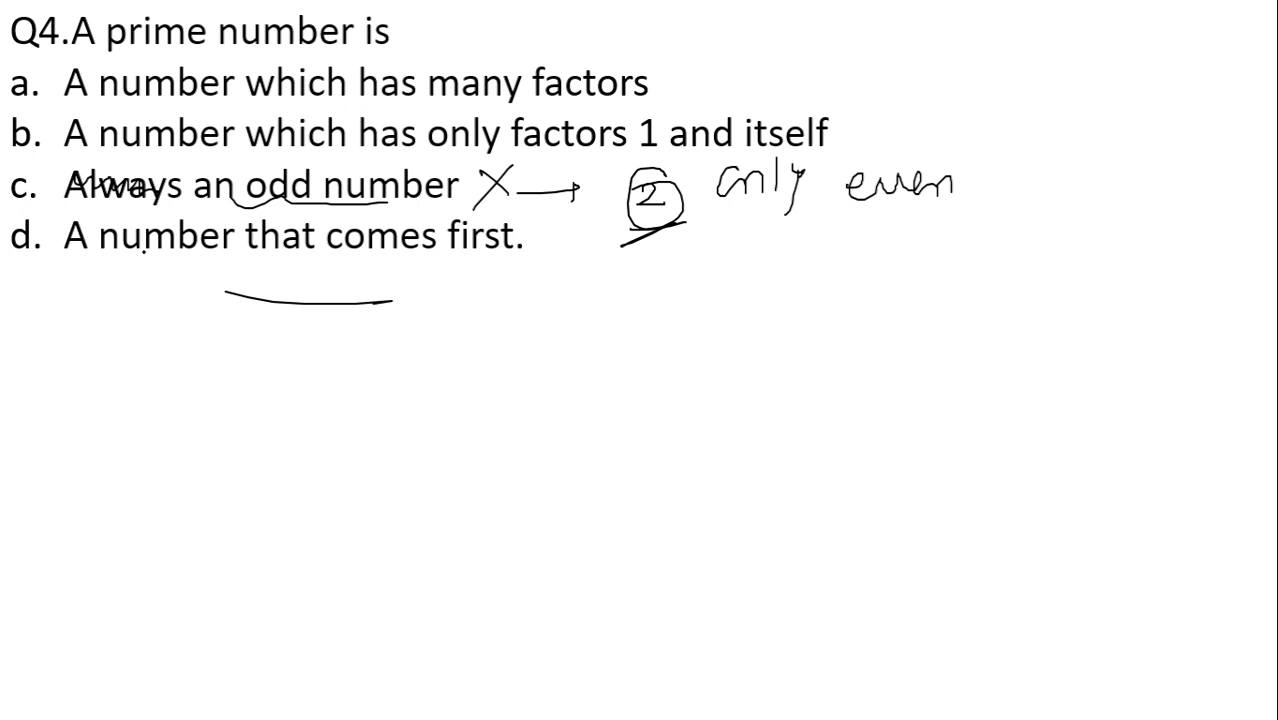 Q4.A prime number is
a. A number which has many factors
b. A number which has only factors 1 and itself
c. Always an odd number X → 2 only even
d. A number that comes first.